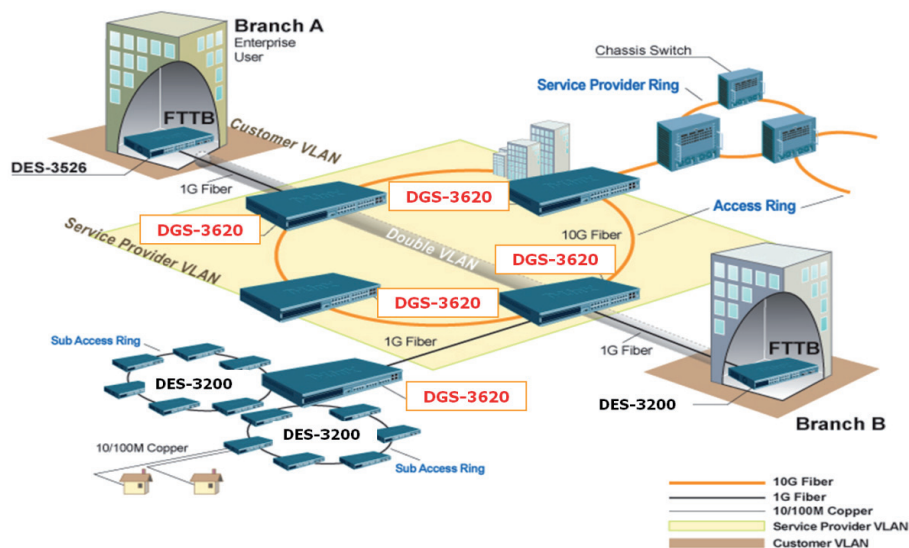 Branch A
Enterprise
User
FTTB
DES-3526
Customer VLAN
1G Fiber
Chassis Switch
Service Provider Ring
Access Ring
DGS-3620
DGS-3620
Service Provider VLAN
Double VLAN
10G Fiber
DGS-3620
DGS-3620
1G Fiber
1G Fiber
FTTB
DES-3200
Branch B
Sub Access Ring
DES-3200
DGS-3620
DES-3200
10/100M Copper
Sub Access Ring
10G Fiber
1G Fiber
10/100M Copper
Service Provider VLAN
Customer VLAN